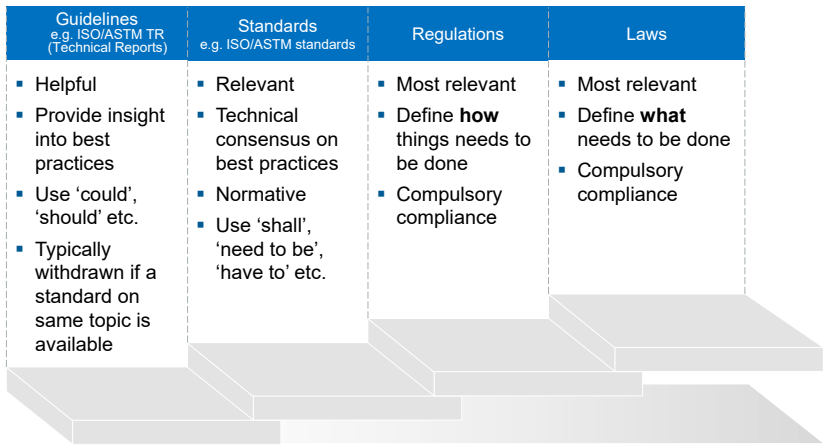 Guidelines
e.g. ISO/ASTM TR
(Technical Reports)
▪ Helpful
▪ Provide insight
into best
practices
▪ Use ‘could’,
‘should’ etc.
▪ Typically
withdrawn if a
standard on
same topic is
available
Standards
e.g. ISO/ASTM standards
▪ Relevant
▪ Technical
consensus on
best practices
▪ Normative
▪ Use ‘shall’,
‘need to be’,
‘have to’ etc.
Regulations
▪ Most relevant
▪ Define how
things needs to
be done
▪ Compulsory
compliance
Laws
▪ Most relevant
▪ Define what
needs to be done
▪ Compulsory
compliance